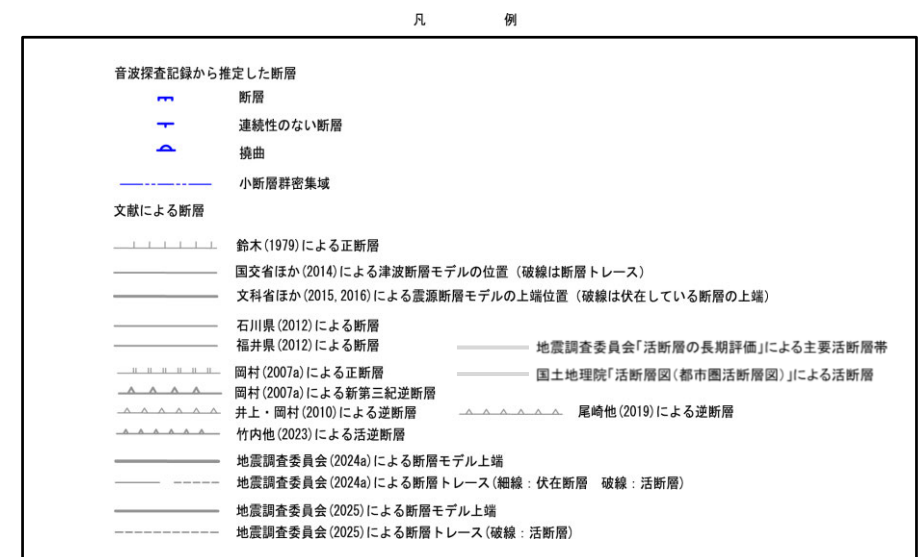 凡 例
音波探査記録から推定した断層
断層
連続性のない断層
撓曲
小断層群密集域
文献による断層
鈴木(1979)による正断層
国交省ほか(2014)による津波断層モデルの位置（破線は断層トレース）
文科省ほか(2015,2016)による震源断層モデルの上端位置（破線は伏在している断層の上端）
石川県(2012)による断層
福井県(2012)による断層
地震調査委員会「活断層の長期評価」による主要活断層帯
岡村(2007a)による正断層
国土地理院「活断層図(都市圏活断層図)」による活断層
岡村(2007a)による新第三紀逆断層
井上・岡村(2010)による逆断層
尾崎他(2019)による逆断層
竹内他(2023)による活逆断層
地震調査委員会(2024a)による断層モデル上端
地震調査委員会(2024a)による断層トレース(細線：伏在断層 破線：活断層)
地震調査委員会(2025)による断層モデル上端
地震調査委員会(2025)による断層トレース(破線：活断層)